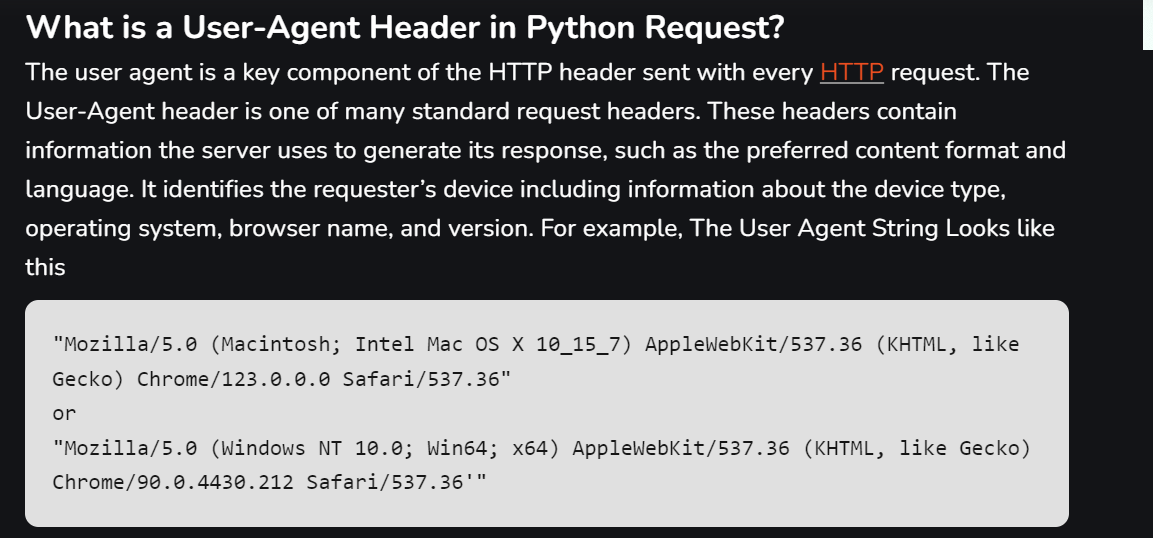 What is a User-Agent Header in Python Request?
The user agent is a key component of the HTTP header sent with every HTTP request. The
User-Agent header is one of many standard request headers. These headers contain
information the server uses to generate its response, such as the preferred content format and
language. It identifies the requester’s device including information about the device type,
operating system, browser name, and version. For example, The User Agent String Looks like
this
"Mozilla/5.0 (Macintosh; Intel Mac OS X 10_15_7) AppleWebKit/537.36 (KHTML, like
Gecko) Chrome/123.0.0.0 Safari/537.36"
or
"Mozilla/5.0 (Windows NT 10.0; Win64; x64) AppleWebKit/537.36 (KHTML, like Gecko)
Chrome/90.0.4430.212 Safari/537.36'"